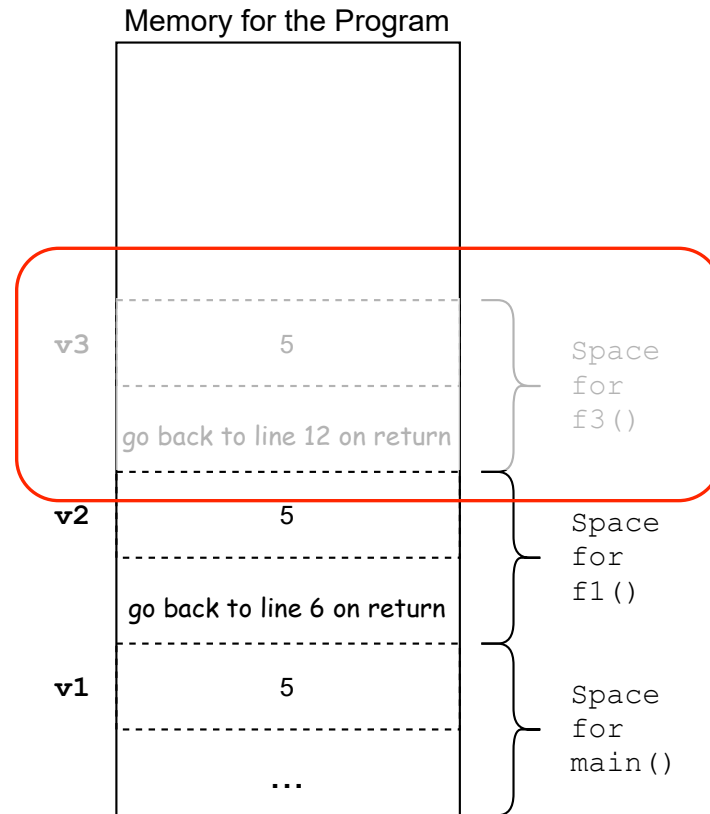 Memory for the Program
v3
5
Space
for
f3()
go back to line 12 on return
v2
5
Space
for
f1()
go back to line 6 on return
v1
5
Space
for
main()
...